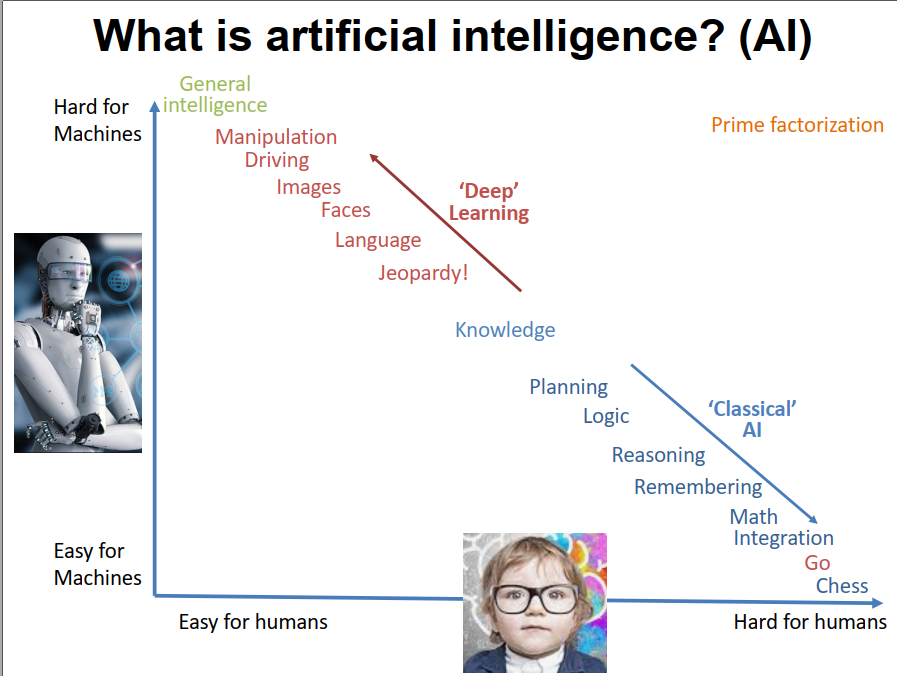 What is artificial intelligence? (AI)
General
intelligence
Hard for
Machines
Prime factorization
Manipulation
Driving
Images
Faces
Language
Jeopardy!
‘Deep’
Learning
Knowledge
Planning
Logic
Reasoning
Remembering
Math
Integration
‘Classical’
AI
Go
Chess
Easy for
Machines
Easy for humans
Hard for humans